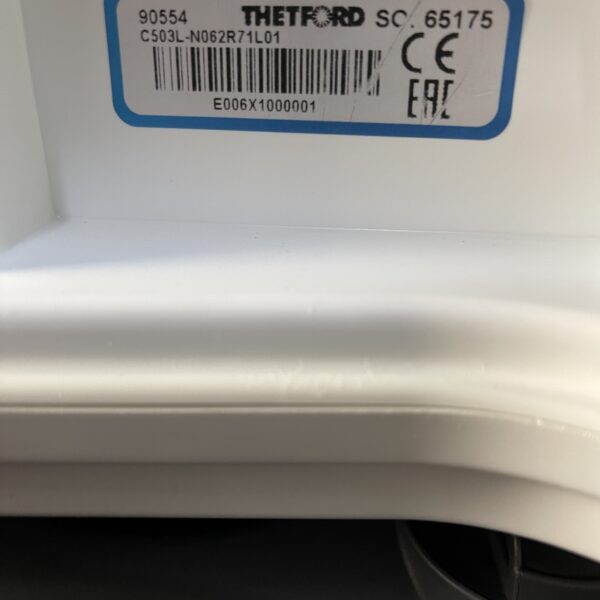 90554 THETFORD SC. 65175
C503L-N062R71L01
CE
E006X1000001 EAC